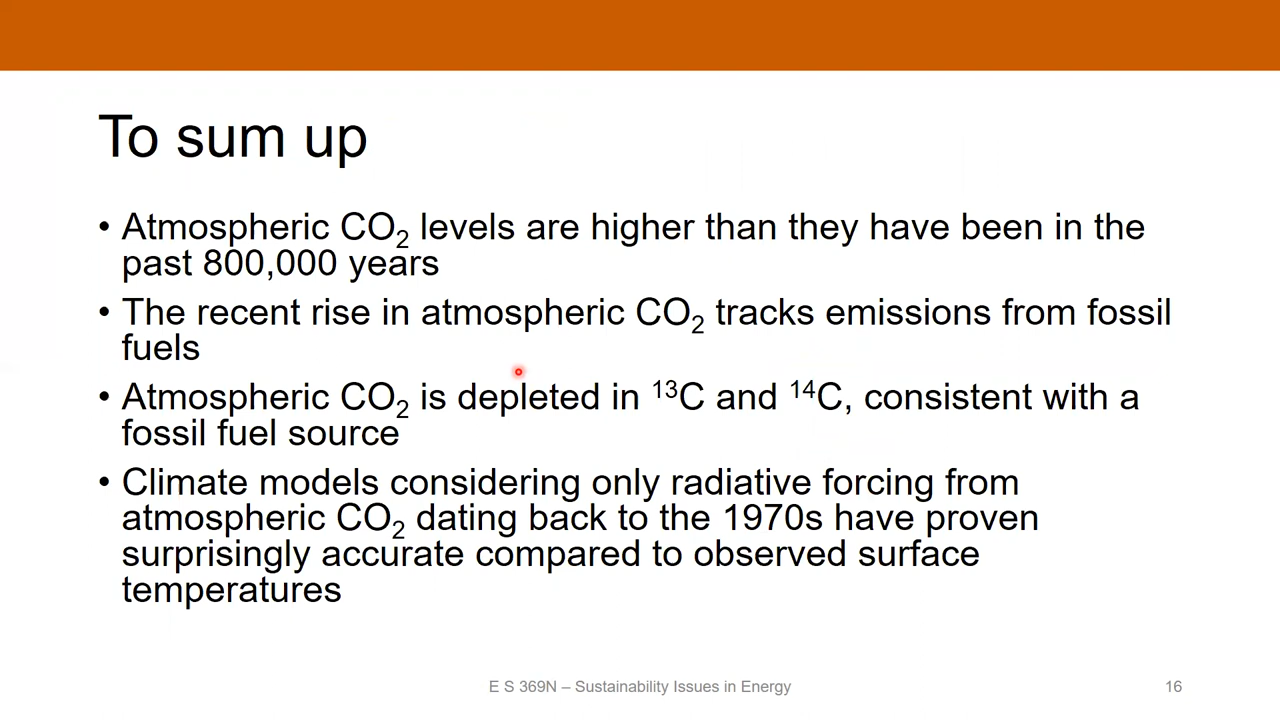 To sum up
• Atmospheric CO₂ levels are higher than they have been in the
past 800,000 years
• The recent rise in atmospheric CO₂ tracks emissions from fossil
fuels
• Atmospheric CO₂ is depleted in ¹³C and ¹⁴C, consistent with a
fossil fuel source
• Climate models considering only radiative forcing from
atmospheric CO₂ dating back to the 1970s have proven
surprisingly accurate compared to observed surface
temperatures
E S 369N – Sustainability Issues in Energy
16